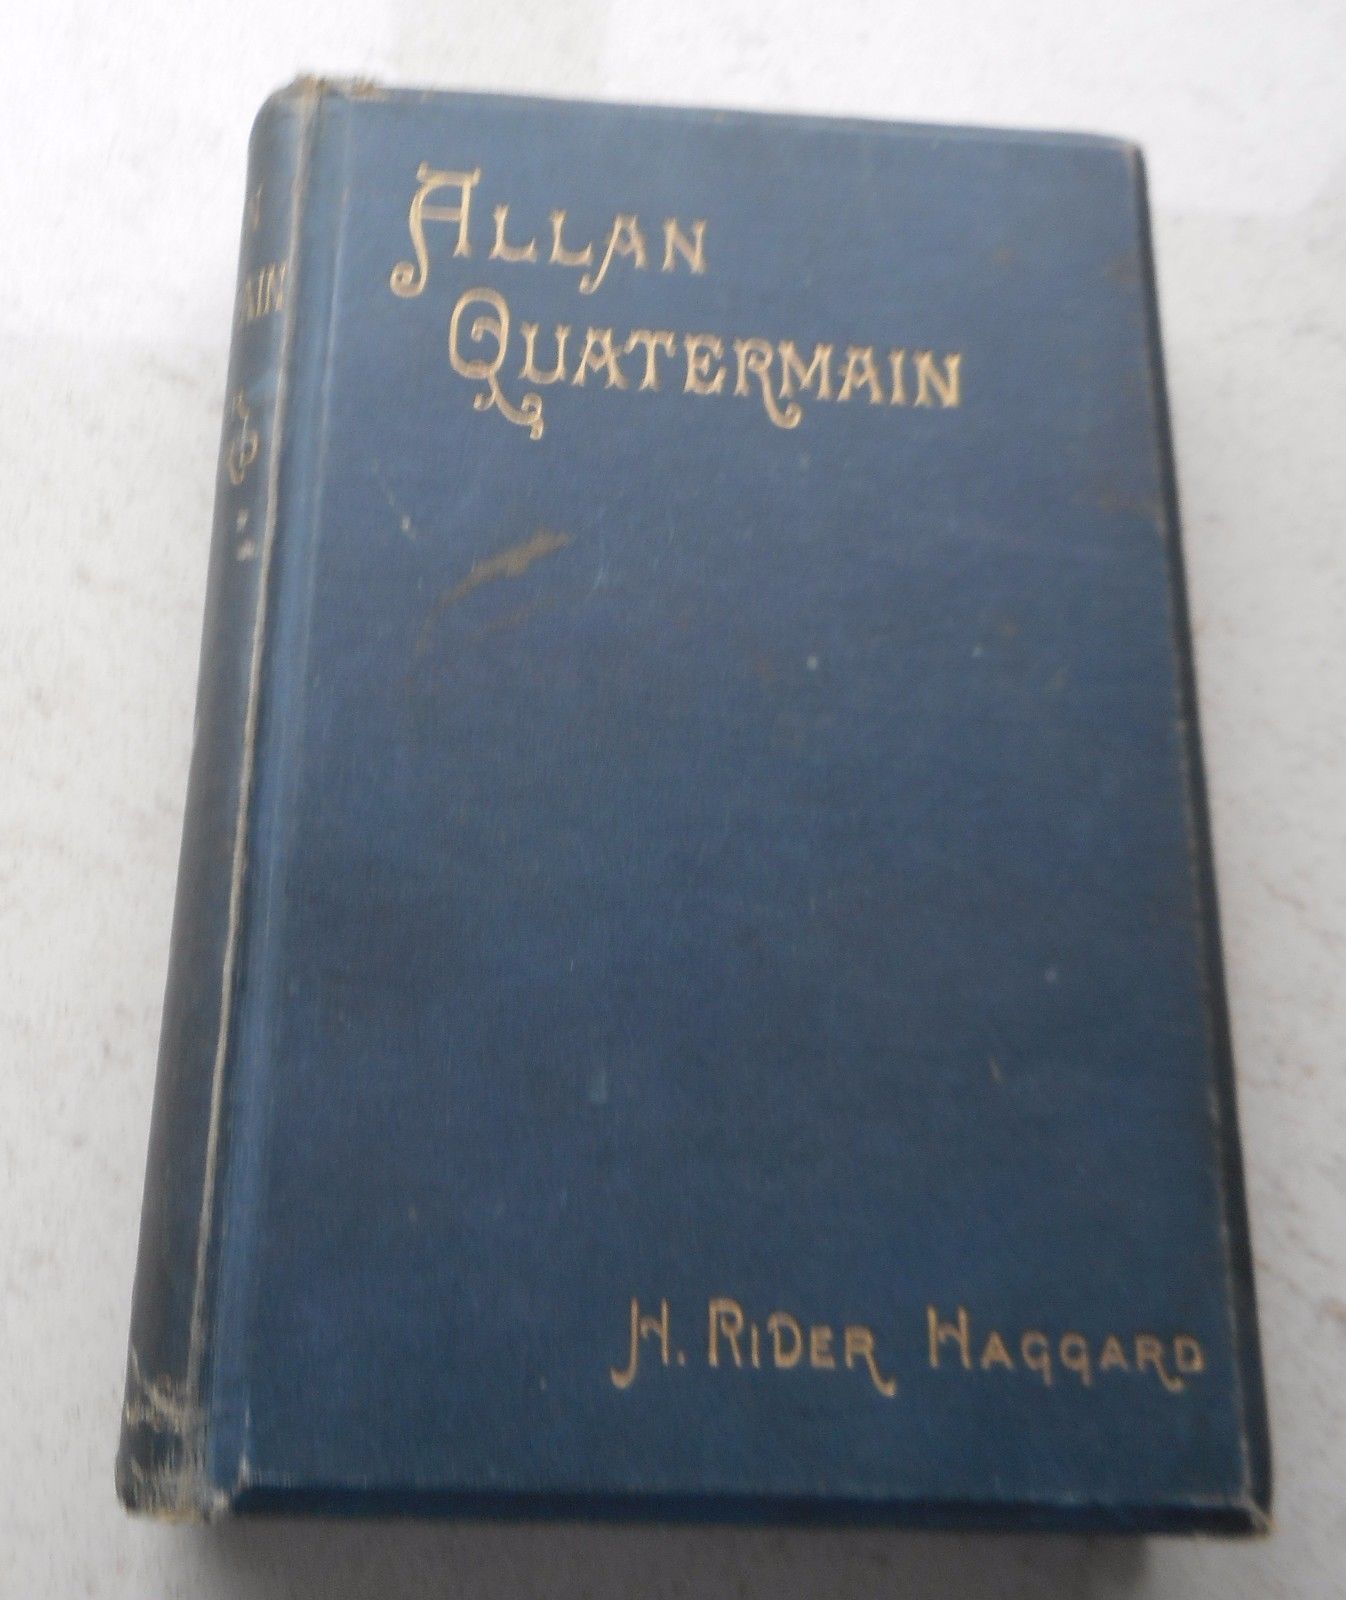 ALLAN
QUATERMAIN
H. RIDER HAGGARD